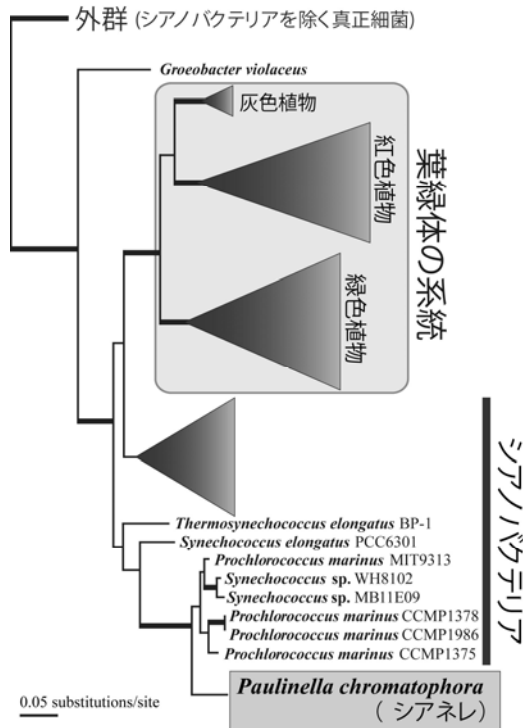 外群 (シアノバクテリアを除く真正細菌)
Groeobacter violaceus
灰色植物
紅色植物
緑色植物
葉緑体の系統
Thermosynechococcus elongatus BP-1
Synechococcus elongatus PCC6301
Prochlorococcus marinus MIT9313
Synechococcus sp. WH8102
Synechococcus sp. MB11E09
Prochlorococcus marinus CCMP1378
Prochlorococcus marinus CCMP1986
Prochlorococcus marinus CCMP1375
シアノバクテリア
Paulinella chromatophora
( シアネレ )
0.05 substitutions/site